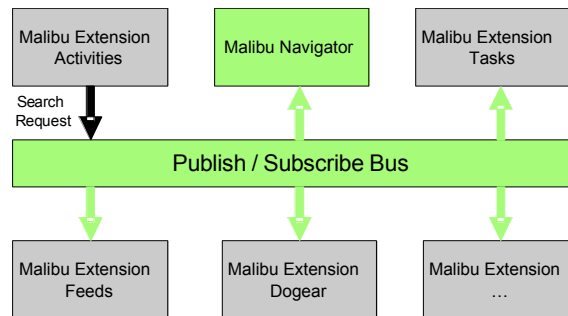 Malibu Extension
Activities
Malibu Navigator
Malibu Extension
Tasks
Search
Request
Publish / Subscribe Bus
Malibu Extension
Feeds
Malibu Extension
Dogear
Malibu Extension
…